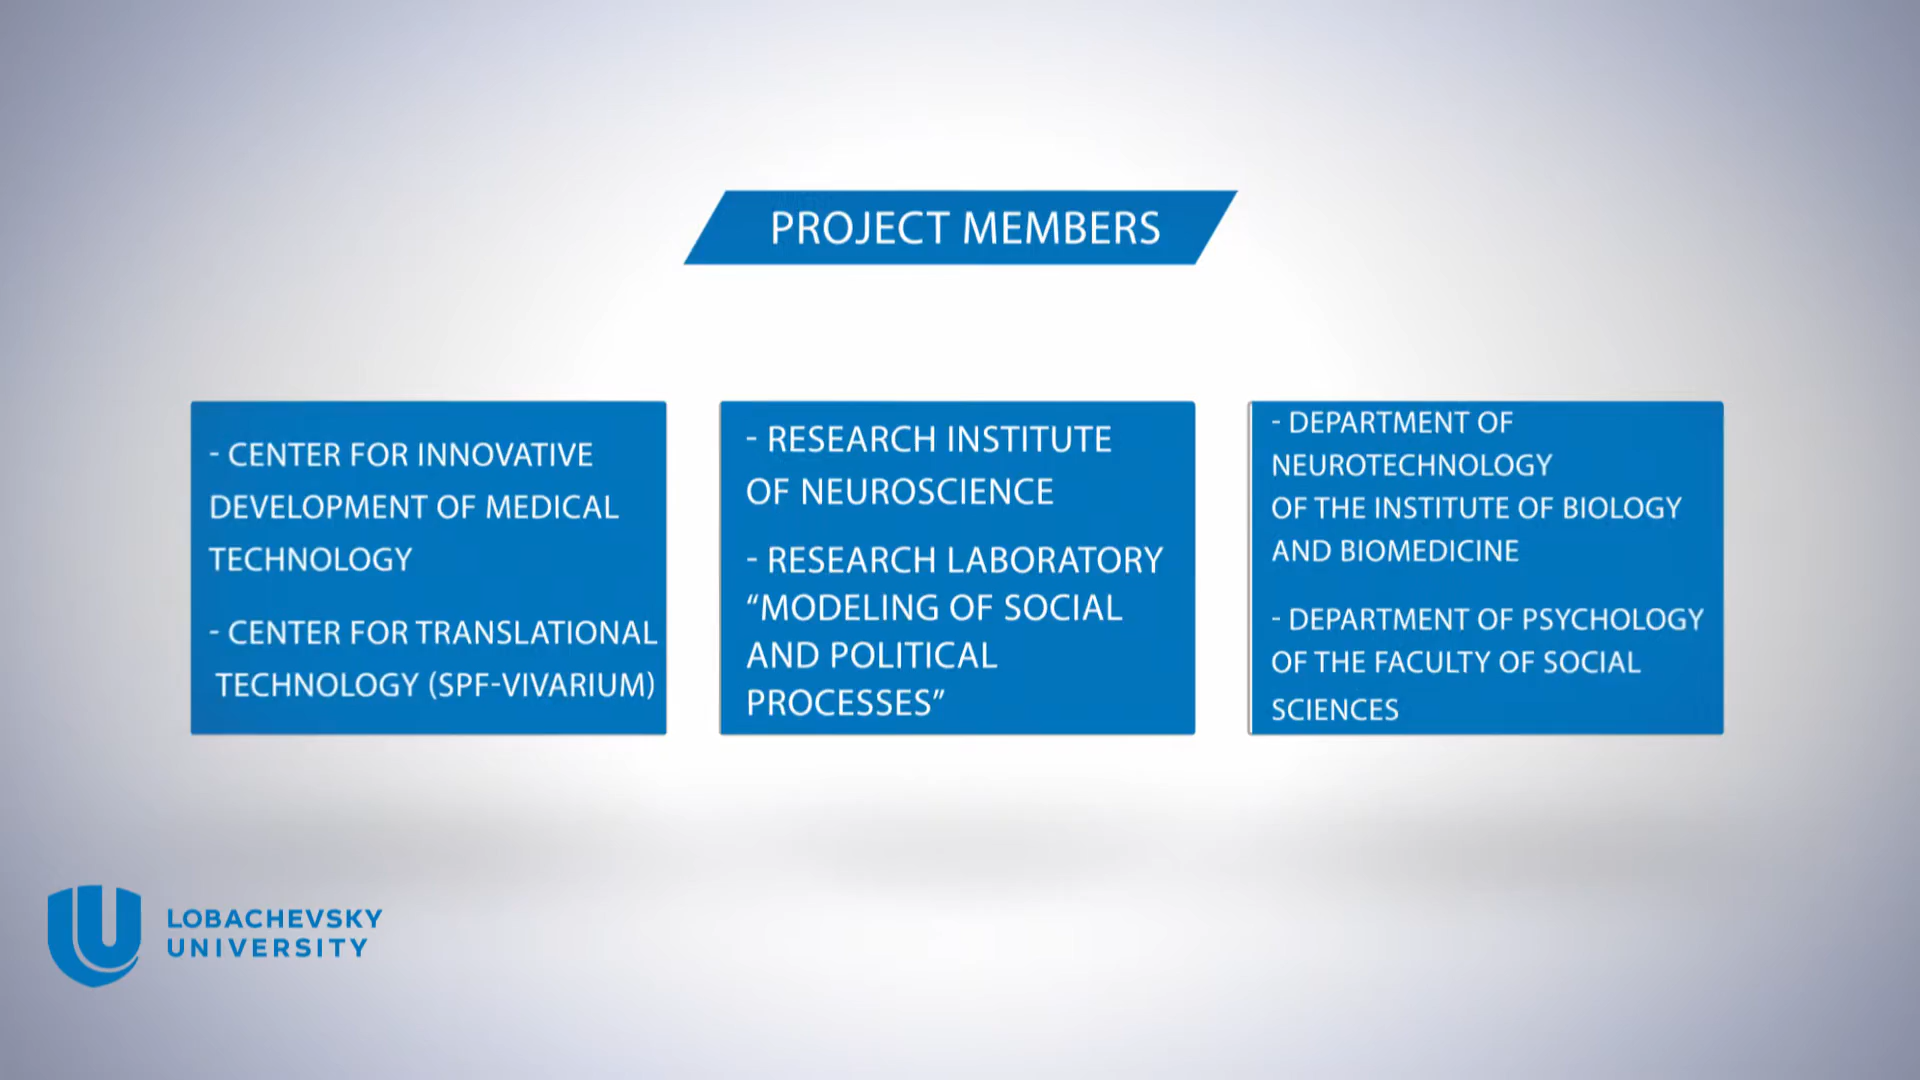 PROJECT MEMBERS
- CENTER FOR INNOVATIVE
DEVELOPMENT OF MEDICAL
TECHNOLOGY
- CENTER FOR TRANSLATIONAL
TECHNOLOGY (SPF-VIVARIUM)
- RESEARCH INSTITUTE
OF NEUROSCIENCE
- RESEARCH LABORATORY
“MODELING OF SOCIAL
AND POLITICAL
PROCESSES”
- DEPARTMENT OF
NEUROTECHNOLOGY
OF THE INSTITUTE OF BIOLOGY
AND BIOMEDICINE
- DEPARTMENT OF PSYCHOLOGY
OF THE FACULTY OF SOCIAL
SCIENCES
LOBACHEVSKY
UNIVERSITY